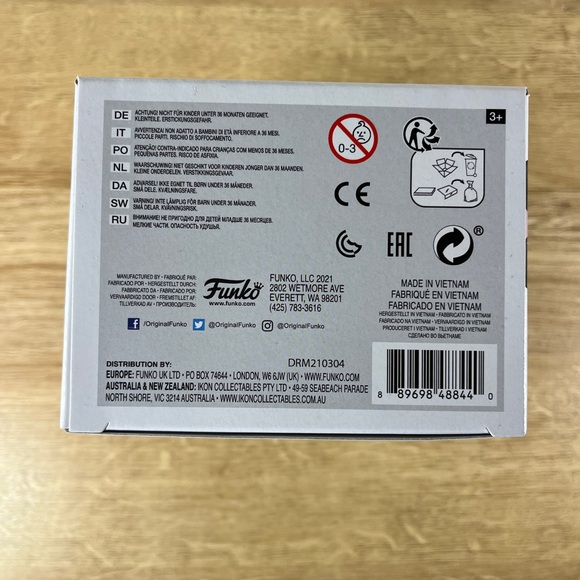 DE ACHTUNG! NICHT FÜR KINDER UNTER 36 MONATEN GEEIGNET.
KLEINTEILE. ERSTICKUNGSGEFAHR.
IT AVVERTENZA! NON ADATTO A BAMBINI DI ETÀ INFERIORE A 36 MESI.
PICCOLE PARTI. RISCHIO DI SOFFOCAMENTO.
PO ATENÇÃO! CONTRA-INDICADO PARA CRIANÇAS COM MENOS DE 36 MESES.
PEQUENAS PARTES. RISCO DE ASFIXIA.
NL WAARSCHUWING! NIET GESCHIKT VOOR KINDEREN JONGER DAN 36 MAANDEN.
KLEINE ONDERDELEN. VERSTIKKINGSGEVAAR.
DA ADVARSEL! IKKE EGNET TIL BØRN UNDER 36 MÅNEDER.
SMÅ DELE. KVÆLNINGSFARE.
SW VARNING! INTE LÄMPLIG FÖR BARN UNDER 36 MÅNADER.
SMÅ DELAR. KVÄVNINGSRISK.
RU ВНИМАНИЕ! НЕ ПРИГОДНО ДЛЯ ДЕТЕЙ МЛАДШЕ 36 МЕСЯЦЕВ.
МЕЛКИЕ ЧАСТИ. ОПАСНОСТЬ УДУШЬЯ.
0-3
3+
CE
EAC
®
MANUFACTURED BY • FABRIQUÉ PAR:
FABRICADO POR • HERGESTELLT DURCH:
FABBRICATO DA • FABRICADO POR:
VERVAARDIGD DOOR • FREMSTILLET AF:
TILLVERKAD AV • ПРОИЗВОДИТЕЛЬ:
Funko
www.funko.com
FUNKO, LLC 2021
2802 WETMORE AVE
EVERETT, WA 98201
(425) 783-3616
/OriginalFunko @OriginalFunko @OriginalFunko
MADE IN VIETNAM
FABRIQUÉ EN VIETNAM
FABRICADO EN VIETNAM
HERGESTELLT IN VIETNAM • FABBRICATO IN VIETNAM
FABRICADO NA VIETNAM • VERVAARDIGD IN VIETNAM
PRODUCERET I VIETNAM • TILLVERKAD I VIETNAM
СДЕЛАНО ВО ВЬЕТНАМЕ
DISTRIBUTION BY:
DRM210304
EUROPE: FUNKO UK LTD • PO BOX 74644 • LONDON, W6 6JW (UK) • WWW.FUNKO.COM
AUSTRALIA & NEW ZEALAND: IKON COLLECTABLES PTY LTD • 49-59 SEABEACH PARADE
NORTH SHORE, VIC 3214 AUSTRALIA • WWW.IKONCOLLECTABLES.COM.AU
8 89698 48844 0